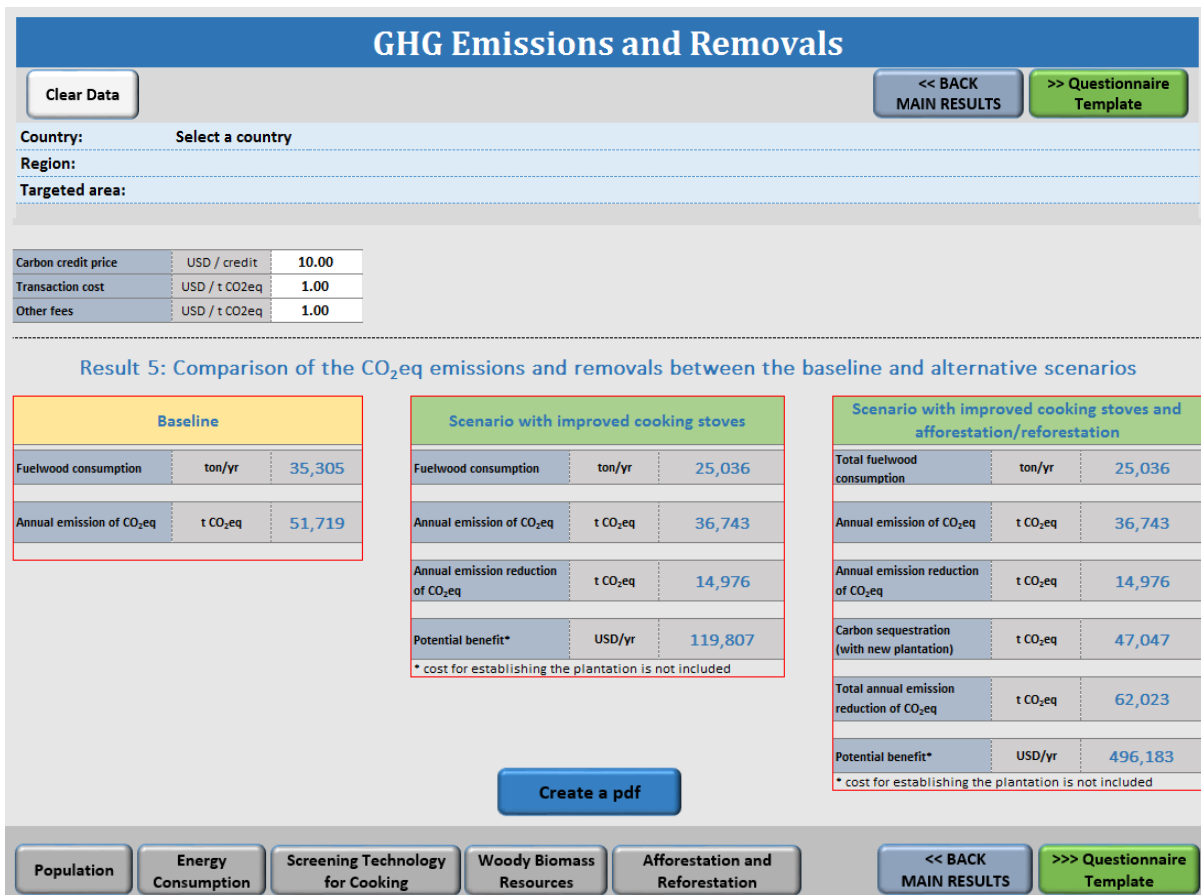 GHG Emissions and Removals
Clear Data
<< BACK
MAIN RESULTS
>> Questionnaire
Template
Country: Select a country
Region:
Targeted area:
Carbon credit price USD / credit 10.00
Transaction cost USD / t CO2eq 1.00
Other fees USD / t CO2eq 1.00
Result 5: Comparison of the CO₂eq emissions and removals between the baseline and alternative scenarios
Baseline
Fuelwood consumption ton/yr 35,305
Annual emission of CO₂eq t CO₂eq 51,719
Scenario with improved cooking stoves
Fuelwood consumption ton/yr 25,036
Annual emission of CO₂eq t CO₂eq 36,743
Annual emission reduction
of CO₂eq t CO₂eq 14,976
Potential benefit* USD/yr 119,807
* cost for establishing the plantation is not included
Scenario with improved cooking stoves and
afforestation/reforestation
Total fuelwood
consumption ton/yr 25,036
Annual emission of CO₂eq t CO₂eq 36,743
Annual emission reduction
of CO₂eq t CO₂eq 14,976
Carbon sequestration
(with new plantation) t CO₂eq 47,047
Total annual emission
reduction of CO₂eq t CO₂eq 62,023
Potential benefit* USD/yr 496,183
* cost for establishing the plantation is not included
Create a pdf
Population
Energy
Consumption
Screening Technology
for Cooking
Woody Biomass
Resources
Afforestation and
Reforestation
<< BACK
MAIN RESULTS
>>> Questionnaire
Template